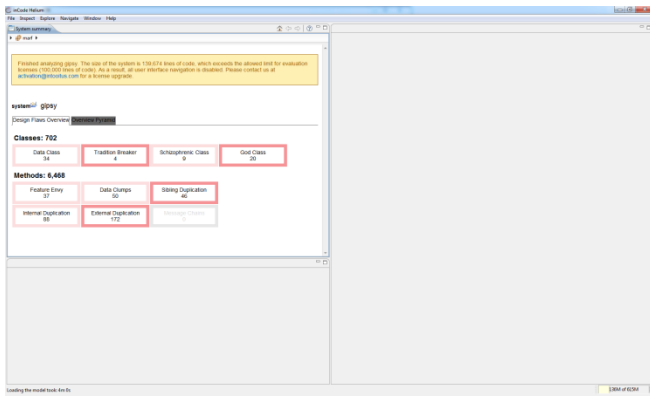 inCode Helium
File Inspect Explore Navigate Window Help
System summary
Finished analyzing gipsy. The size of the system is 139,674 lines of code, which exceeds the allowed limit for evaluation
licenses (100,000 lines of code). As a result, all user interface navigation is disabled. Please contact us at
activation@intooitus.com for a license upgrade.
system gipsy
Design Flaws Overview Overview Pyramid
Classes: 702
Data Class Tradition Breaker Schizophrenic Class God Class
34 4 9 20
Methods: 6,468
Feature Envy Data Clumps Sibling Duplication
37 50 46
Internal Duplication External Duplication Message Chains
88 172 0
Loading the model took: 4m 0s